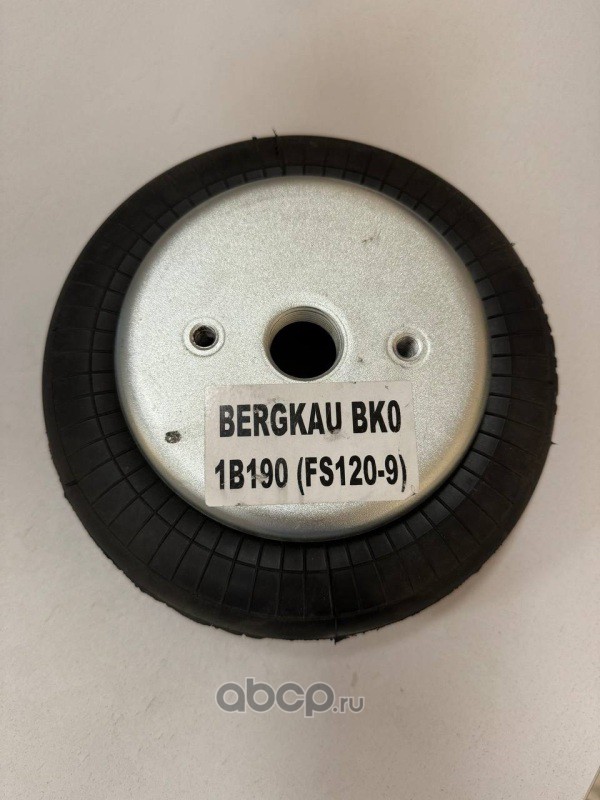 BERGKAU BK0
1B190 (FS120-9)
abcp.ru